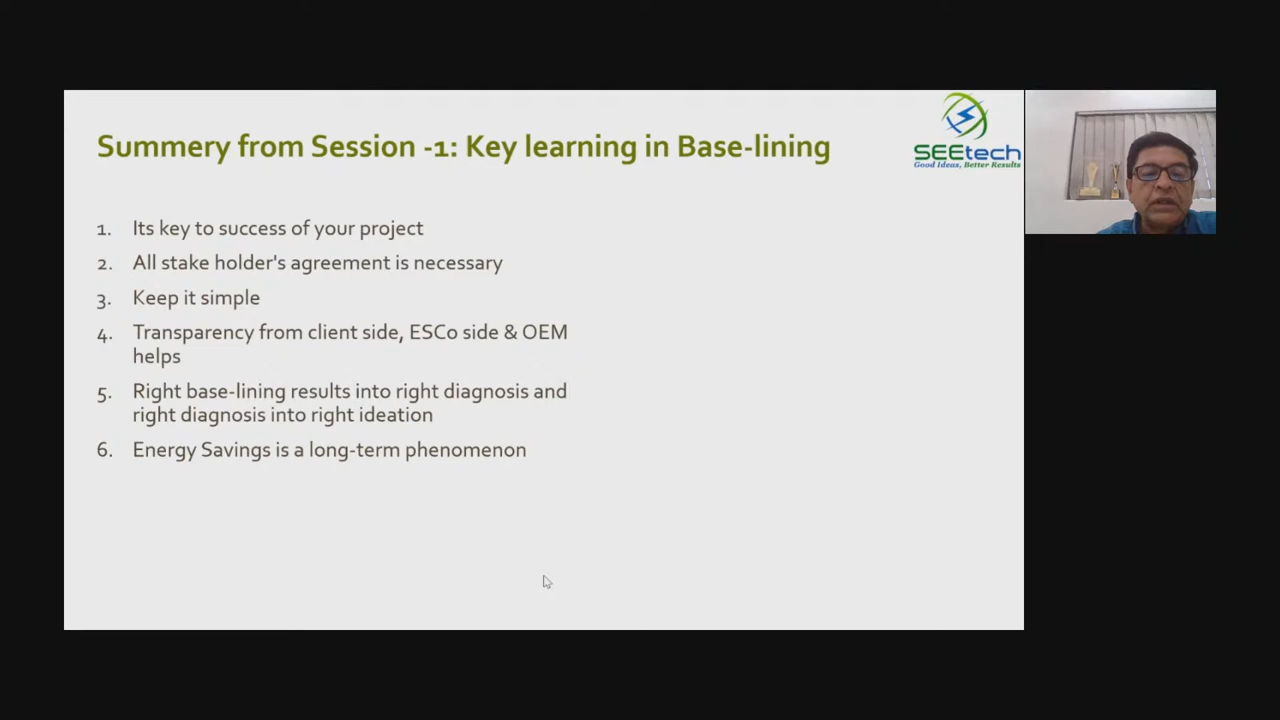 Summery from Session -1: Key learning in Base-lining
SEEtech
Good Ideas, Better Results
1. Its key to success of your project
2. All stake holder's agreement is necessary
3. Keep it simple
4. Transparency from client side, ESCo side & OEM
helps
5. Right base-lining results into right diagnosis and
right diagnosis into right ideation
6. Energy Savings is a long-term phenomenon